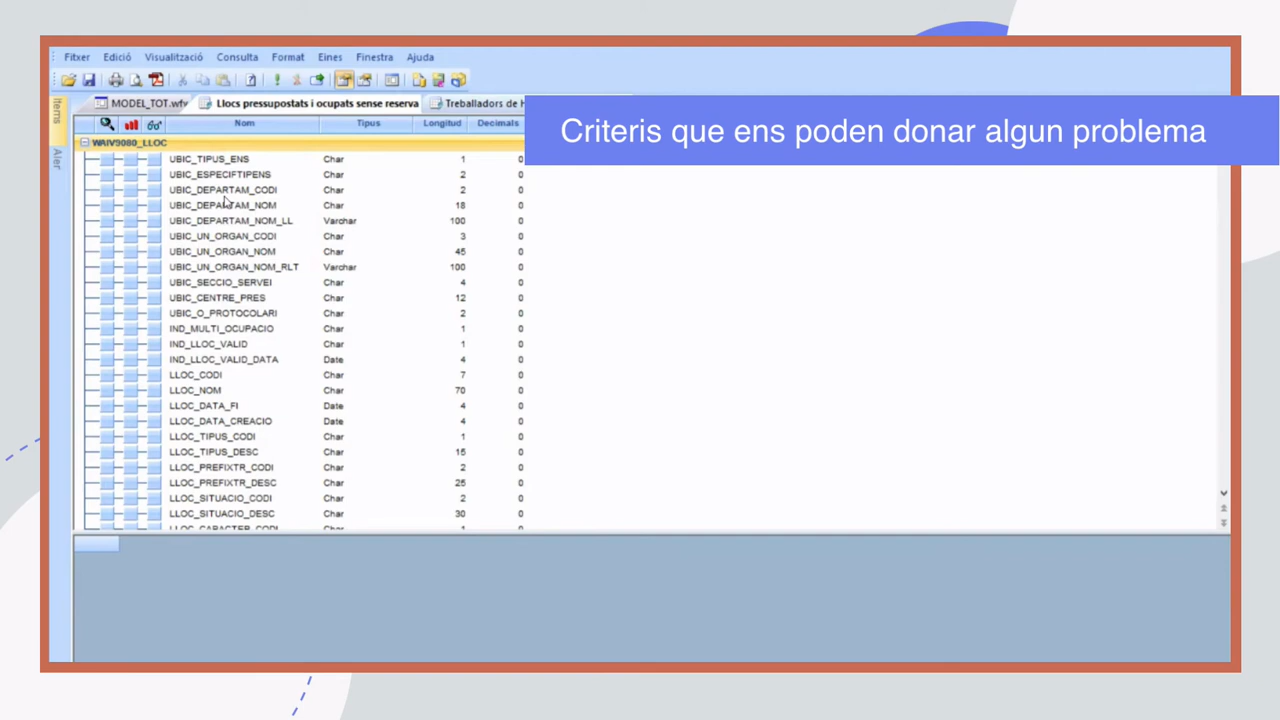 Fitxer Edició Visualització Consulta Format Eines Finestra Ajuda
MODEL_TOT.wfv Llocs pressupostats i ocupats sense reserva Treballadors de
Criteris que ens poden donar algun problema
Items
Nom Tipus Longitud Decimals
WAIV9080_LLOC
UBIC_TIPUS_ENS Char 1 0
UBIC_ESPECIFTIPENS Char 2 0
UBIC_DEPARTAM_CODI Char 2 0
UBIC_DEPARTAM_NOM Char 18 0
UBIC_DEPARTAM_NOM_LL Varchar 100 0
UBIC_UN_ORGAN_CODI Char 3 0
UBIC_UN_ORGAN_NOM Char 45 0
UBIC_UN_ORGAN_NOM_RLT Varchar 100 0
UBIC_SECCIO_SERVEI Char 4 0
UBIC_CENTRE_PRES Char 12 0
UBIC_O_PROTOCOLARI Char 2 0
IND_MULTI_OCUPACIO Char 1 0
IND_LLOC_VALID Char 1 0
IND_LLOC_VALID_DATA Date 4 0
LLOC_CODI Char 7 0
LLOC_NOM Char 70 0
LLOC_DATA_FI Date 4 0
LLOC_DATA_CREACIO Date 4 0
LLOC_TIPUS_CODI Char 1 0
LLOC_TIPUS_DESC Char 15 0
LLOC_PREFIXTR_CODI Char 2 0
LLOC_PREFIXTR_DESC Char 25 0
LLOC_SITUACIO_CODI Char 2 0
LLOC_SITUACIO_DESC Char 30 0
LLOC_CARACTER_CODI Char 1 0